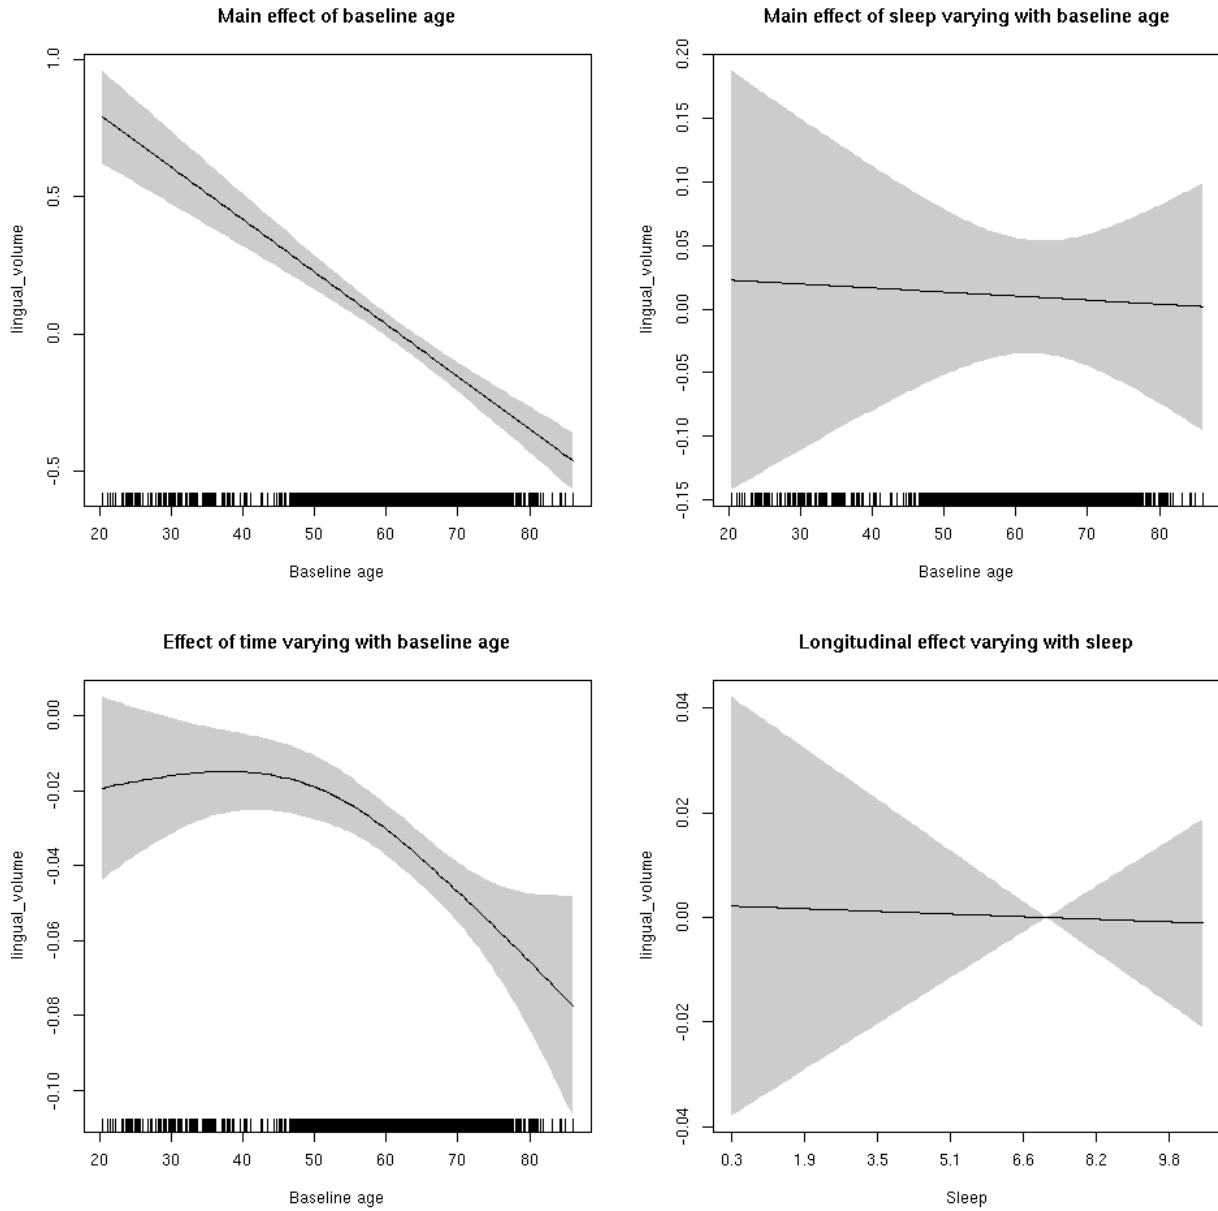 Main effect of baseline age
lingual_volume
1.0
0.5
0.0
-0.5
20 30 40 50 60 70 80
Baseline age
Main effect of sleep varying with baseline age
lingual_volume
0.20
0.15
0.10
0.05
0.00
-0.05
-0.10
-0.15
20 30 40 50 60 70 80
Baseline age
Effect of time varying with baseline age
lingual_volume
0.00
-0.02
-0.04
-0.06
-0.08
-0.10
20 30 40 50 60 70 80
Baseline age
Longitudinal effect varying with sleep
lingual_volume
0.04
0.02
0.00
-0.02
-0.04
0.3 1.9 3.5 5.1 6.6 8.2 9.8
Sleep